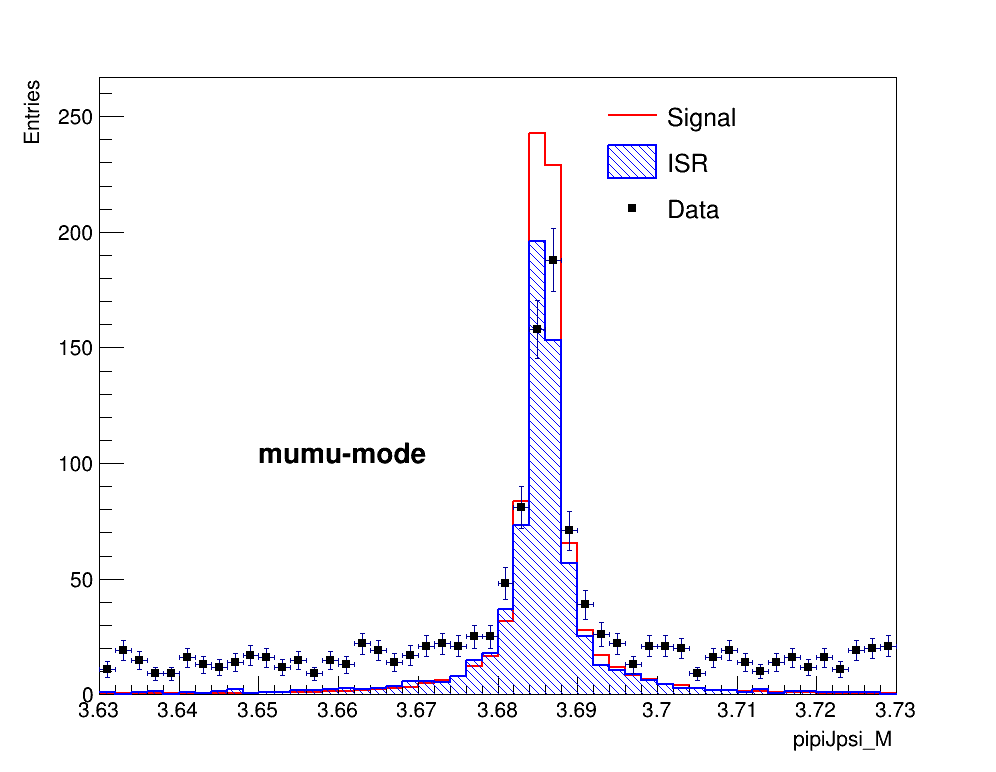 Entries
250
200
150
100
50
0
Signal
ISR
Data
mumu-mode
3.63 3.64 3.65 3.66 3.67 3.68 3.69 3.7 3.71 3.72 3.73
pipiJpsi_M